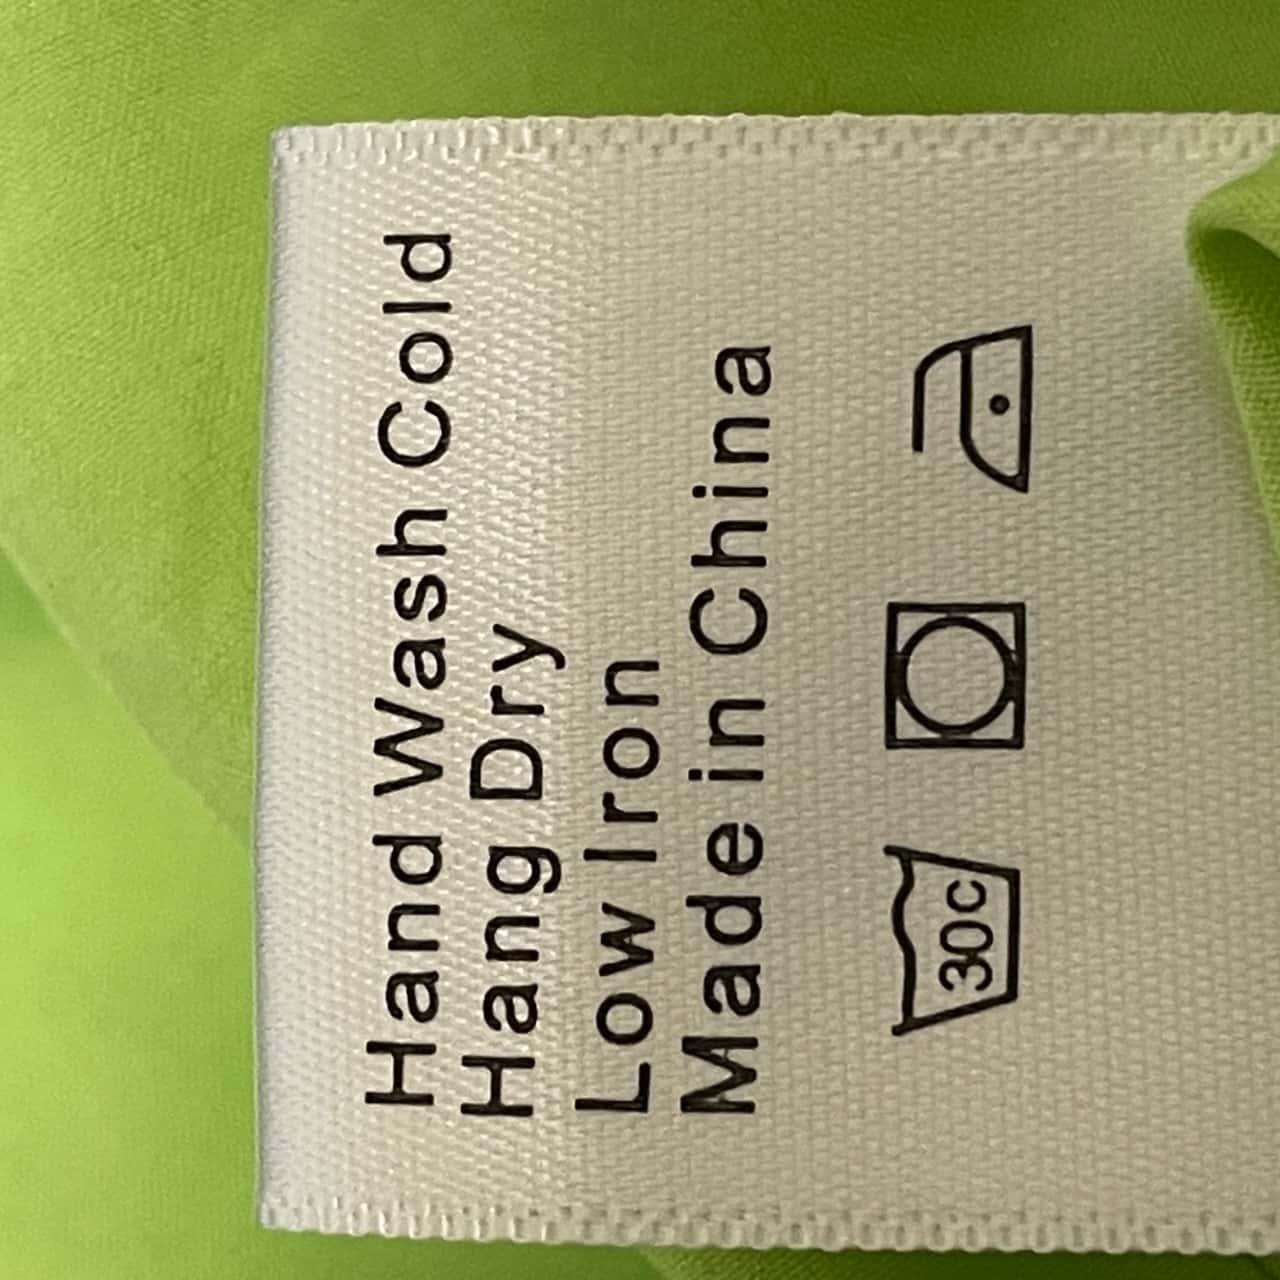 Hand Wash Cold
Hang Dry
Low Iron
Made in China
30c